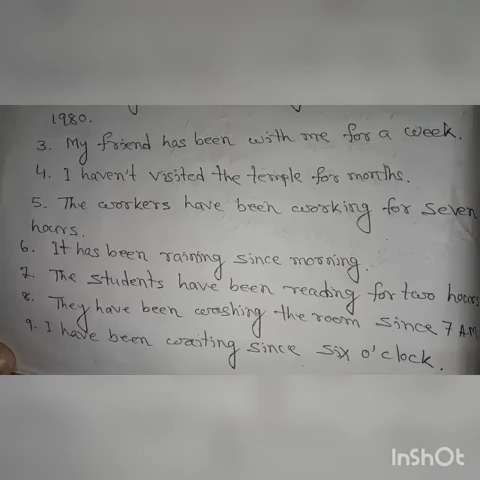 1980.
3. My friend has been with me for a week.
4. I haven't visited the temple for months.
5. The workers have been working for seven
hours.
6. It has been raining since morning.
7. The students have been reading for two hours
8. They have been washing the room since 7 AM
9. I have been waiting since six o'clock.
InShOt